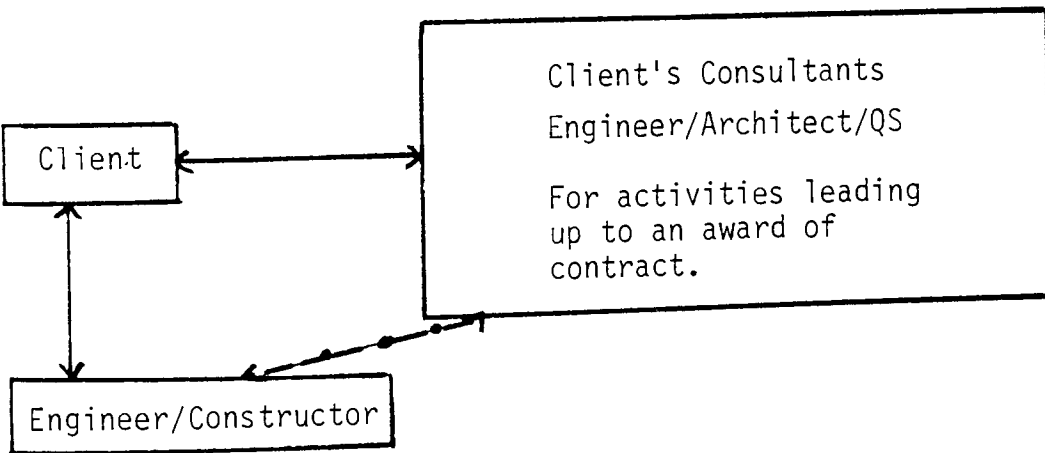 Client's Consultants
Engineer/Architect/QS
Client
For activities leading
up to an award of
contract.
Engineer/Constructor